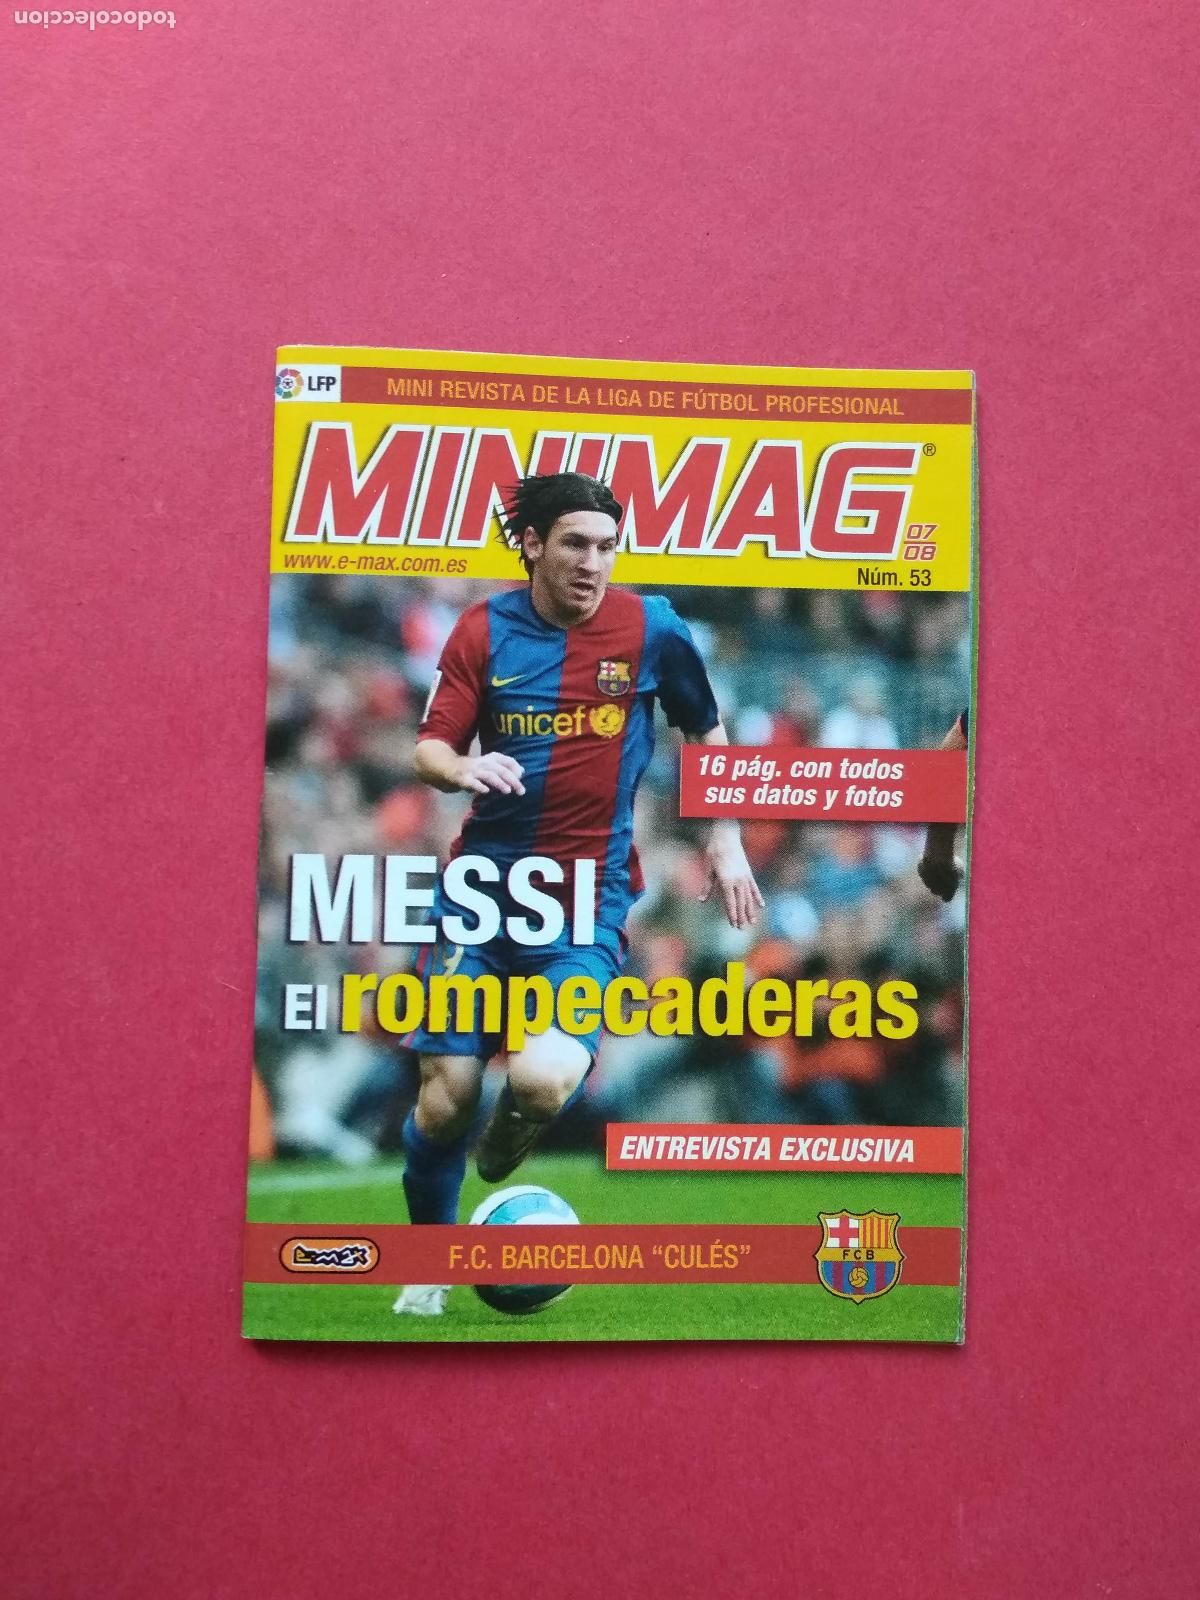 todocoleccion
LFP
MINI REVISTA DE LA LIGA DE FÚTBOL PROFESIONAL
MINIMAG®
07
08
www.e-max.com.es
Núm. 53
unicef
16 pág. con todos
sus datos y fotos
MESSI
El rompecaderas
ENTREVISTA EXCLUSIVA
e-max
F.C. BARCELONA "CULÉS"
FCB